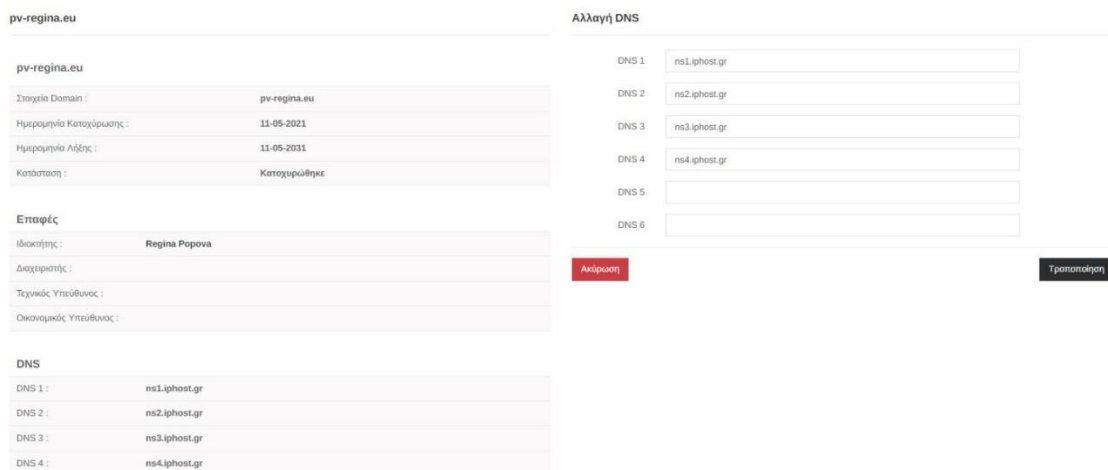 pv-regina.eu
pv-regina.eu
Στοιχεία Domain : pv-regina.eu
Ημερομηνία Κατοχύρωσης : 11-05-2021
Ημερομηνία Λήξης : 11-05-2031
Κατάσταση : Κατοχυρώθηκε
Επαφές
Ιδιοκτήτης : Regina Popova
Διαχειριστής :
Τεχνικός Υπεύθυνος :
Οικονομικός Υπεύθυνος :
DNS
DNS 1 : ns1.iphost.gr
DNS 2 : ns2.iphost.gr
DNS 3 : ns3.iphost.gr
DNS 4 : ns4.iphost.gr
Αλλαγή DNS
DNS 1 ns1.iphost.gr
DNS 2 ns2.iphost.gr
DNS 3 ns3.iphost.gr
DNS 4 ns4.iphost.gr
DNS 5
DNS 6
Ακύρωση Τροποποίηση